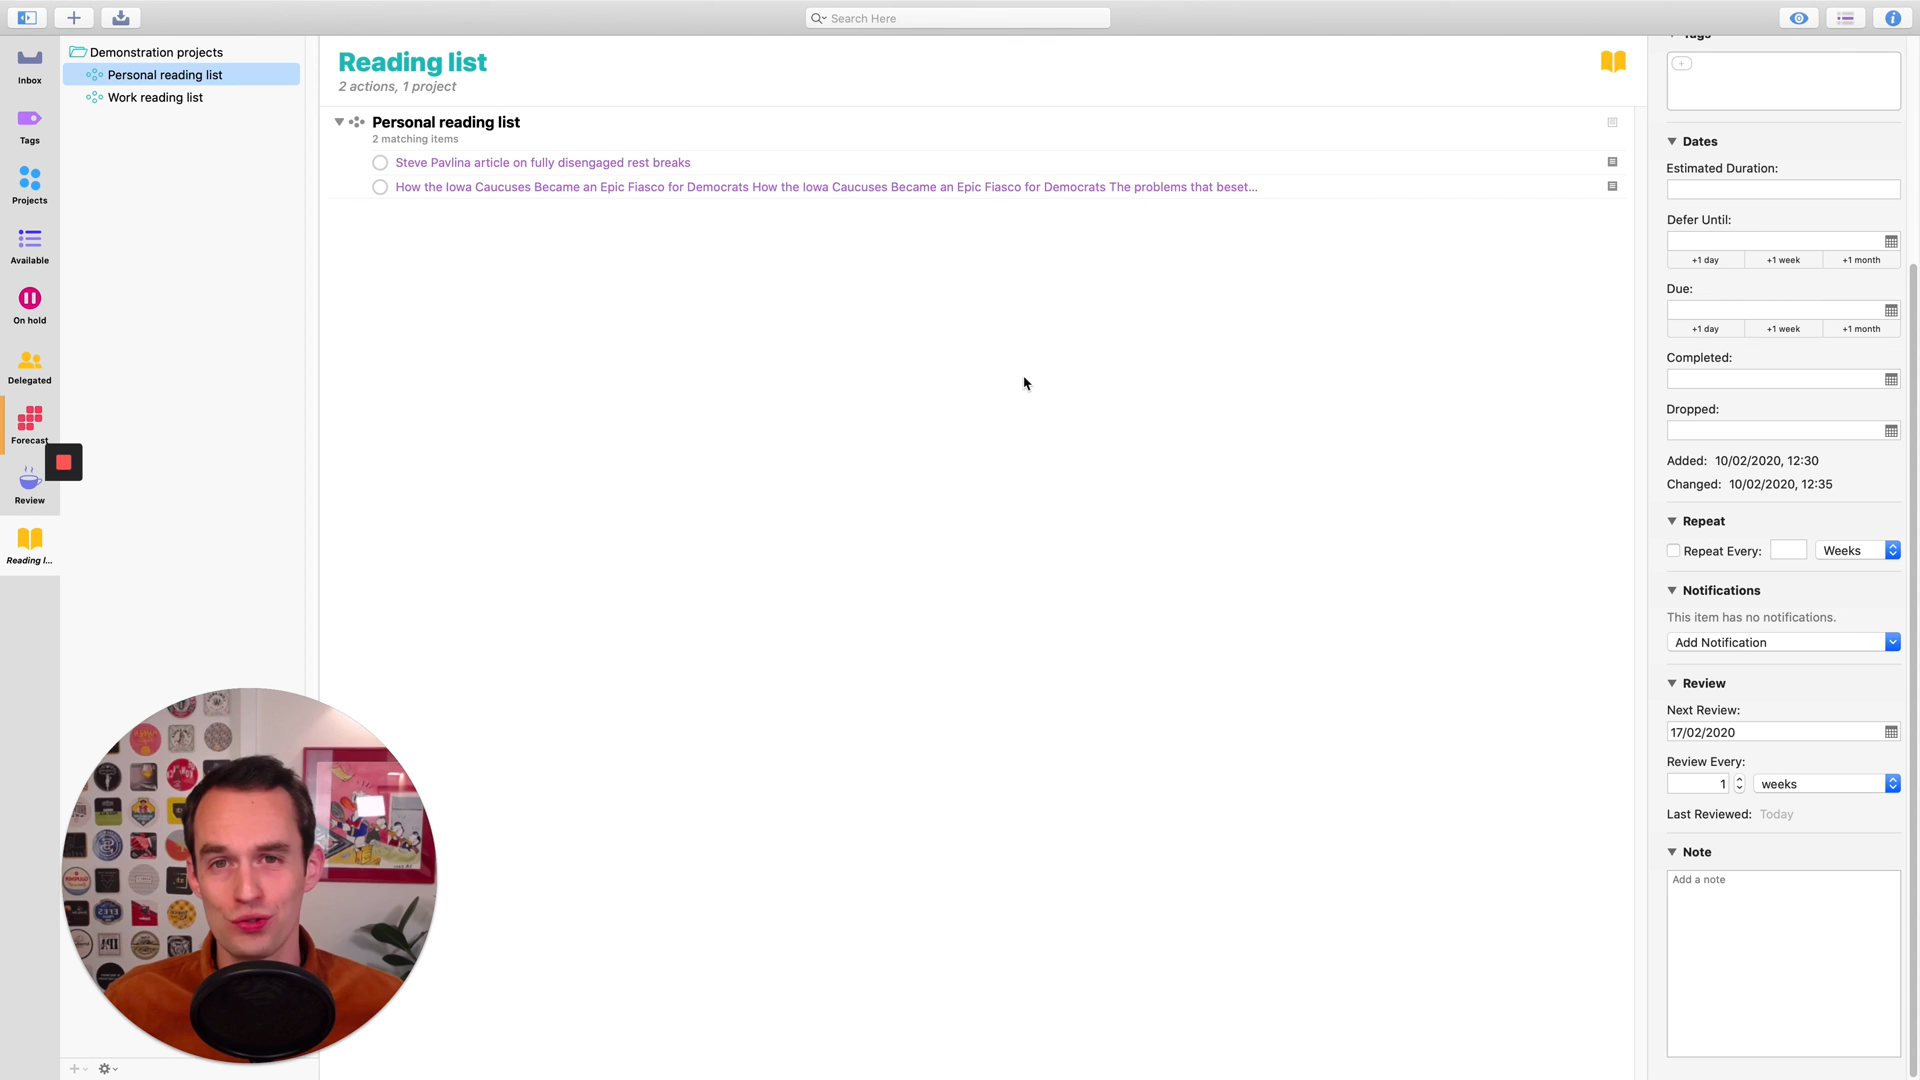 Search Here
Inbox
Tags
Projects
Available
On hold
Delegated
Forecast
Review
Reading l...
Demonstration projects
Personal reading list
Work reading list
Reading list
2 actions, 1 project
Personal reading list
2 matching items
Steve Pavlina article on fully disengaged rest breaks
How the Iowa Caucuses Became an Epic Fiasco for Democrats How the Iowa Caucuses Became an Epic Fiasco for Democrats The problems that beset...
Tags
Dates
Estimated Duration:
Defer Until:
+1 day +1 week +1 month
Due:
+1 day +1 week +1 month
Completed:
Dropped:
Added: 10/02/2020, 12:30
Changed: 10/02/2020, 12:35
Repeat
Repeat Every: Weeks
Notifications
This item has no notifications.
Add Notification
Review
Next Review:
17/02/2020
Review Every:
1 weeks
Last Reviewed: Today
Note
Add a note